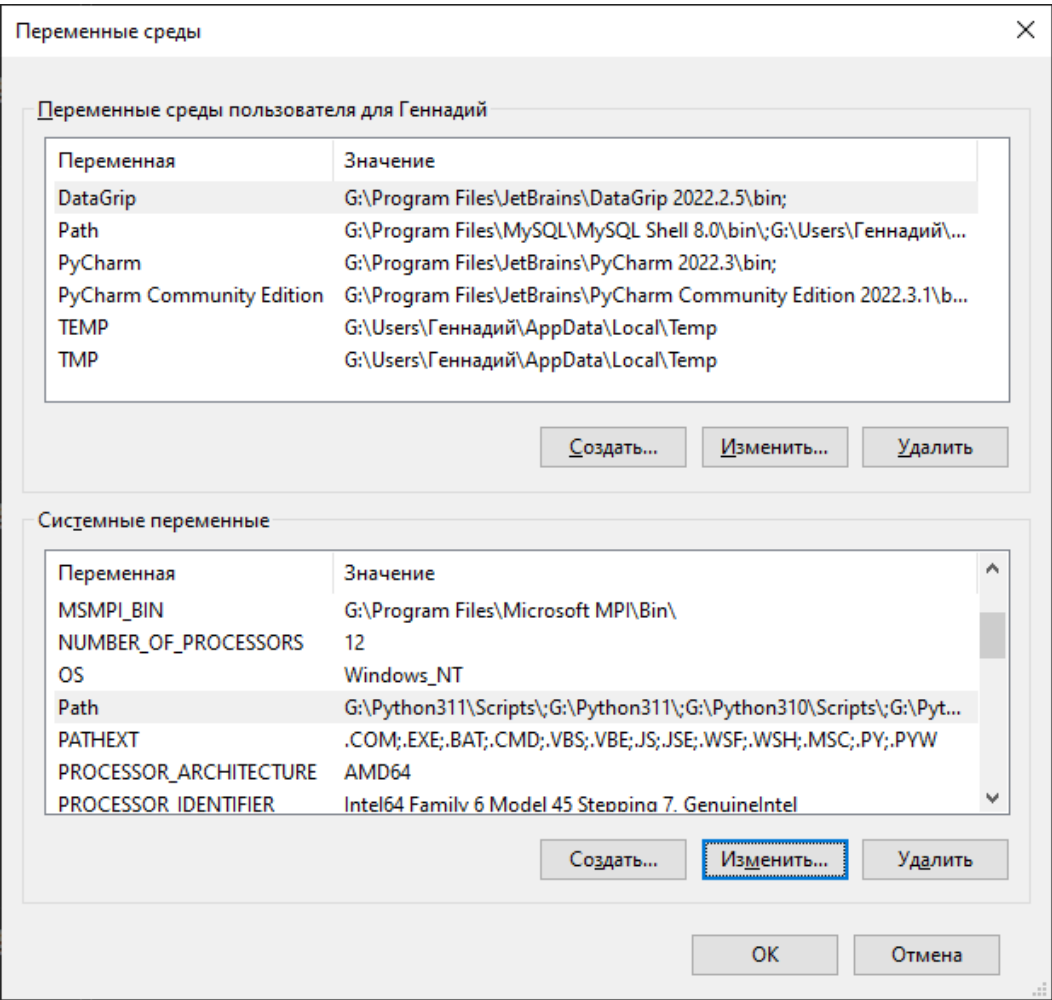 Переменные среды
Переменные среды пользователя для Геннадий
Переменная Значение
DataGrip G:\Program Files\JetBrains\DataGrip 2022.2.5\bin;
Path G:\Program Files\MySQL\MySQL Shell 8.0\bin\;G:\Users\Геннадий\...
PyCharm G:\Program Files\JetBrains\PyCharm 2022.3\bin;
PyCharm Community Edition G:\Program Files\JetBrains\PyCharm Community Edition 2022.3.1\b...
TEMP G:\Users\Геннадий\AppData\Local\Temp
TMP G:\Users\Геннадий\AppData\Local\Temp
Создать... Изменить... Удалить
Системные переменные
Переменная Значение
MSMPI_BIN G:\Program Files\Microsoft MPI\Bin\
NUMBER_OF_PROCESSORS 12
OS Windows_NT
Path G:\Python311\Scripts\;G:\Python311\;G:\Python310\Scripts\;G:\Pyt...
PATHEXT .COM;.EXE;.BAT;.CMD;.VBS;.VBE;.JS;.JSE;.WSF;.WSH;.MSC;.PY;.PYW
PROCESSOR_ARCHITECTURE AMD64
PROCESSOR_IDENTIFIER Intel64 Family 6 Model 45 Stepping 7, GenuineIntel
Создать... Изменить... Удалить
ОК Отмена